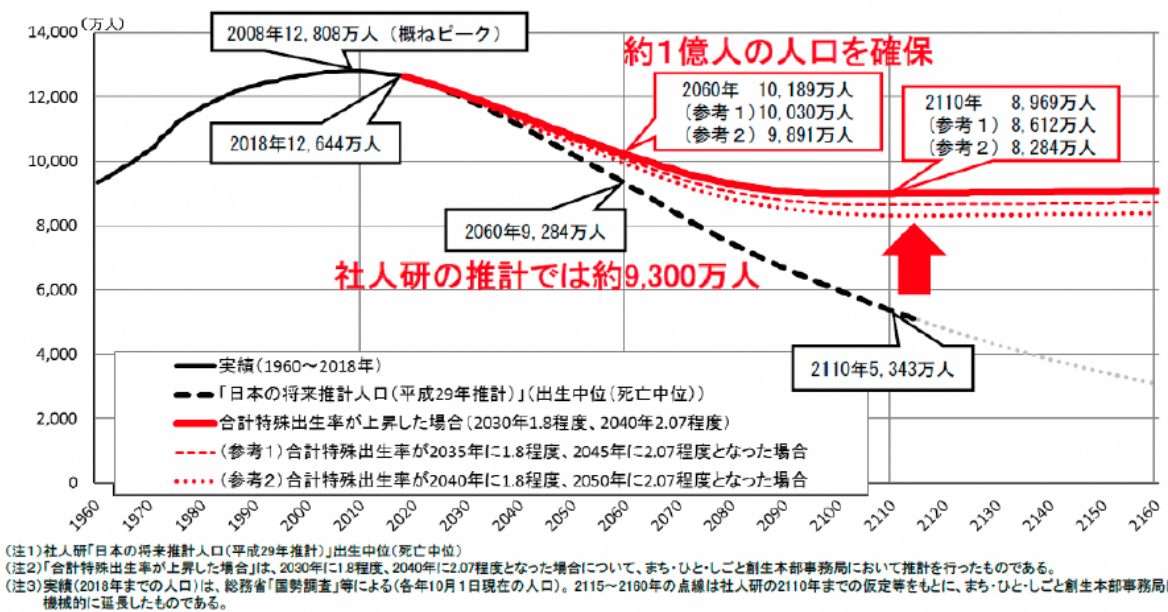 (万人)
14,000
12,000
10,000
8,000
6,000
4,000
2,000
0
2008年12,808万人(概ねピーク)
2018年12,644万人
約1億人の人口を確保
2060年 10,189万人
(参考1)10,030万人
(参考2) 9,891万人
2110年 8,969万人
(参考1) 8,612万人
(参考2) 8,284万人
2060年9,284万人
社人研の推計では約9,300万人
2110年5,343万人
実績(1960~2018年)
「日本の将来推計人口(平成29年推計)」(出生中位(死亡中位))
合計特殊出生率が上昇した場合(2030年1.8程度、2040年2.07程度)
(参考1)合計特殊出生率が2035年に1.8程度、2045年に2.07程度となった場合
(参考2)合計特殊出生率が2040年に1.8程度、2050年に2.07程度となった場合
1960
1970
1980
1990
2000
2010
2020
2030
2040
2050
2060
2070
2080
2090
2100
2110
2120
2130
2140
2150
2160
(注1)社人研「日本の将来推計人口(平成29年推計)」出生中位(死亡中位)
(注2)「合計特殊出生率が上昇した場合」は、2030年に1.8程度、2040年に2.07程度となった場合について、まち・ひと・しごと創生本部事務局において推計を行ったものである。
(注3)実績(2018年までの人口)は、総務省「国勢調査」等による(各年10月1日現在の人口)。2115~2160年の点線は社人研の2110年までの仮定等をもとに、まち・ひと・しごと創生本部事務局に
機械的に延長したものである。